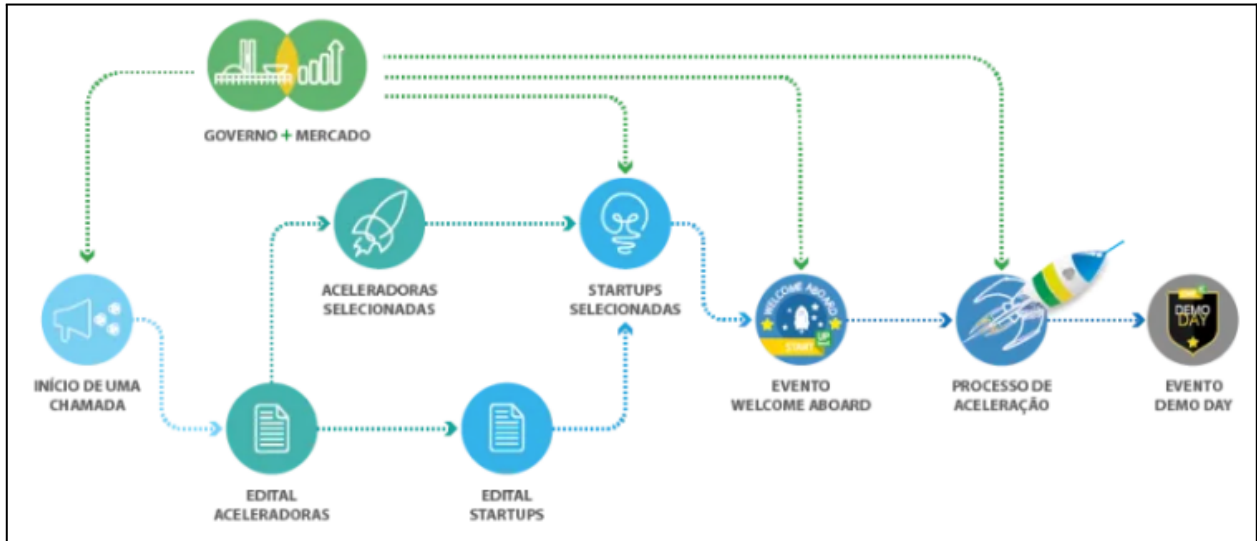 GOVERNO + MERCADO
ACELERADORAS
SELECIONADAS
STARTUPS
SELECIONADAS
INÍCIO DE UMA
CHAMADA
WELCOME ABOARD
START UP
EVENTO
WELCOME ABOARD
PROCESSO DE
ACELERAÇÃO
DEMO
DAY
EVENTO
DEMO DAY
EDITAL
ACELERADORAS
EDITAL
STARTUPS